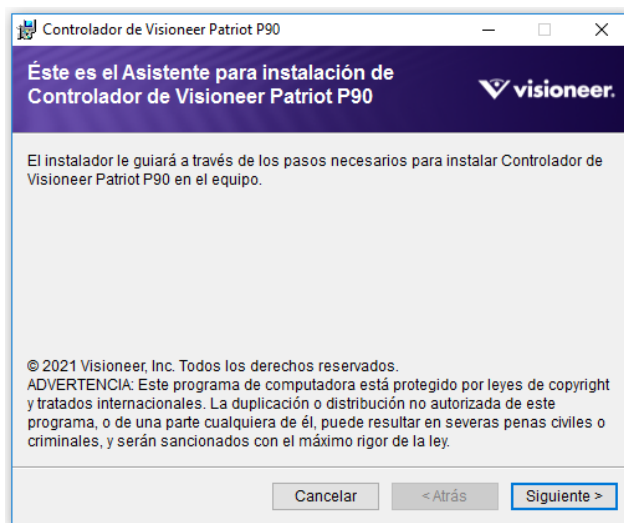 Controlador de Visioneer Patriot P90
Éste es el Asistente para instalación de
Controlador de Visioneer Patriot P90
visioneer.
El instalador le guiará a través de los pasos necesarios para instalar Controlador de
Visioneer Patriot P90 en el equipo.
© 2021 Visioneer, Inc. Todos los derechos reservados.
ADVERTENCIA: Este programa de computadora está protegido por leyes de copyright
y tratados internacionales. La duplicación o distribución no autorizada de este
programa, o de una parte cualquiera de él, puede resultar en severas penas civiles o
criminales, y serán sancionados con el máximo rigor de la ley.
Cancelar
< Atrás
Siguiente >